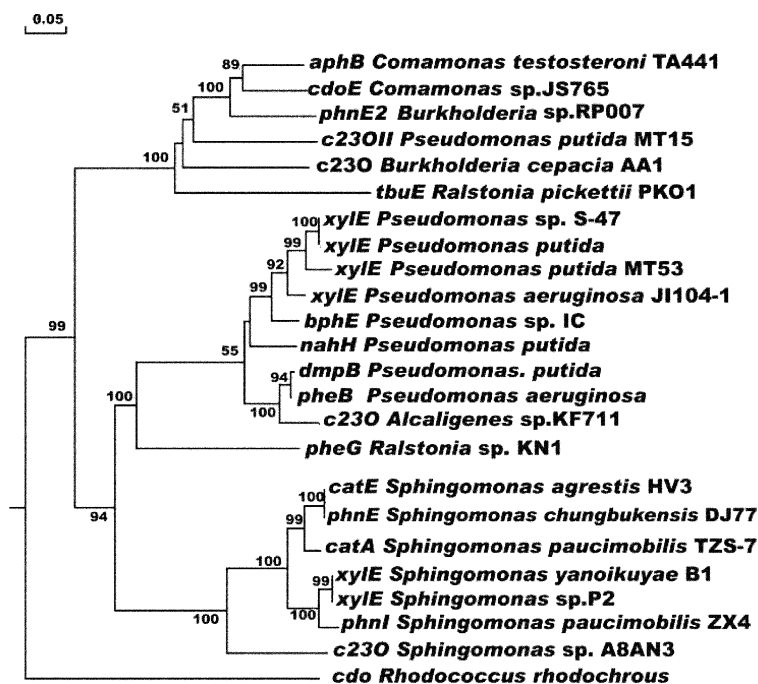 0.05
89 aphB Comamonas testosteroni TA441
cdoE Comamonas sp.JS765
100
phnE2 Burkholderia sp.RP007
51
c23OII Pseudomonas putida MT15
100 c23O Burkholderia cepacia AA1
tbuE Ralstonia pickettii PKO1
100 xylE Pseudomonas sp. S-47
99 xylE Pseudomonas putida
92 xylE Pseudomonas putida MT53
99 xylE Pseudomonas aeruginosa JI104-1
bphE Pseudomonas sp. IC
99
55 nahH Pseudomonas putida
94 dmpB Pseudomonas. putida
pheB Pseudomonas aeruginosa
100 100 c23O Alcaligenes sp.KF711
pheG Ralstonia sp. KN1
catE Sphingomonas agrestis HV3
100
94 99 phnE Sphingomonas chungbukensis DJ77
catA Sphingomonas paucimobilis TZS-7
100
99 xylE Sphingomonas yanoikuyae B1
xylE Sphingomonas sp.P2
100 100 phnI Sphingomonas paucimobilis ZX4
c23O Sphingomonas sp. A8AN3
cdo Rhodococcus rhodochrous